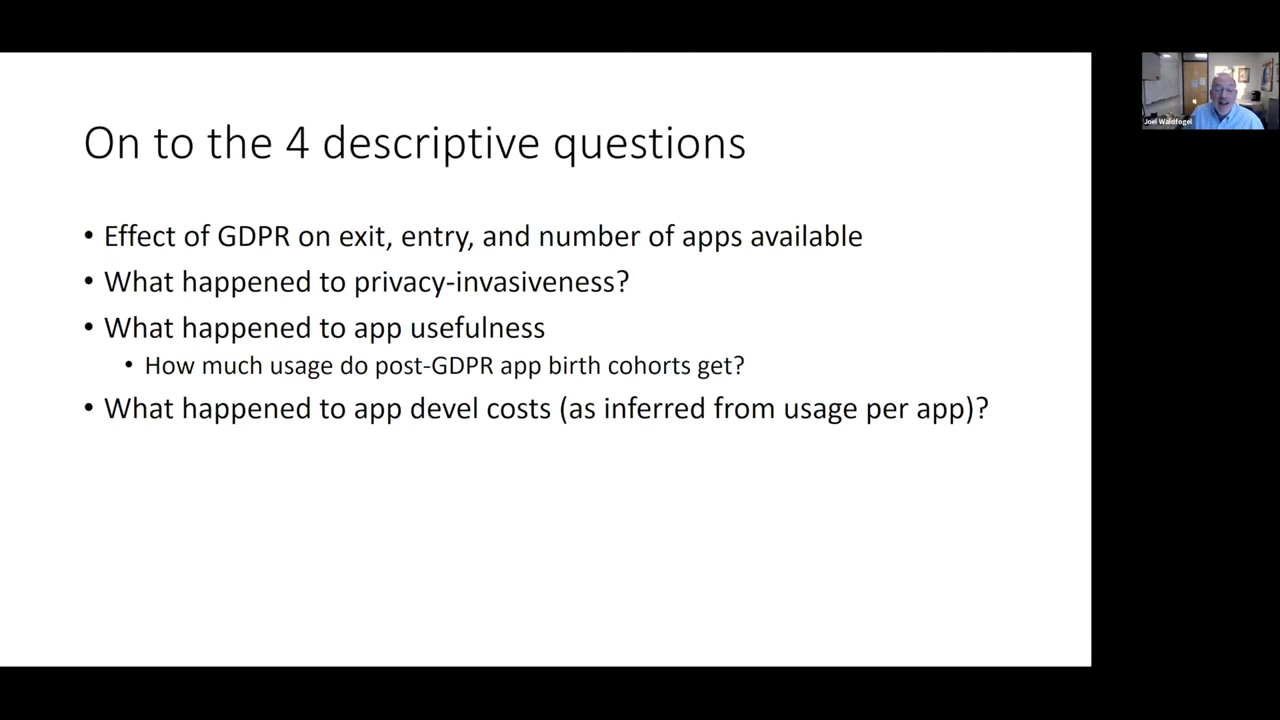 On to the 4 descriptive questions
• Effect of GDPR on exit, entry, and number of apps available
• What happened to privacy-invasiveness?
• What happened to app usefulness
• How much usage do post-GDPR app birth cohorts get?
• What happened to app devel costs (as inferred from usage per app)?
Joel Waldfogel